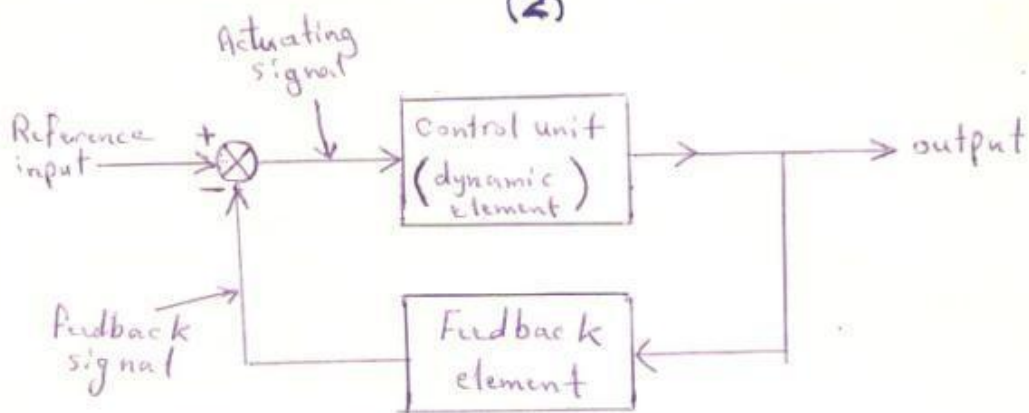 (2)
Actuating
signal
Reference
input
+
-
control unit
(dynamic
element)
output
Feedback
signal
Feedback
element